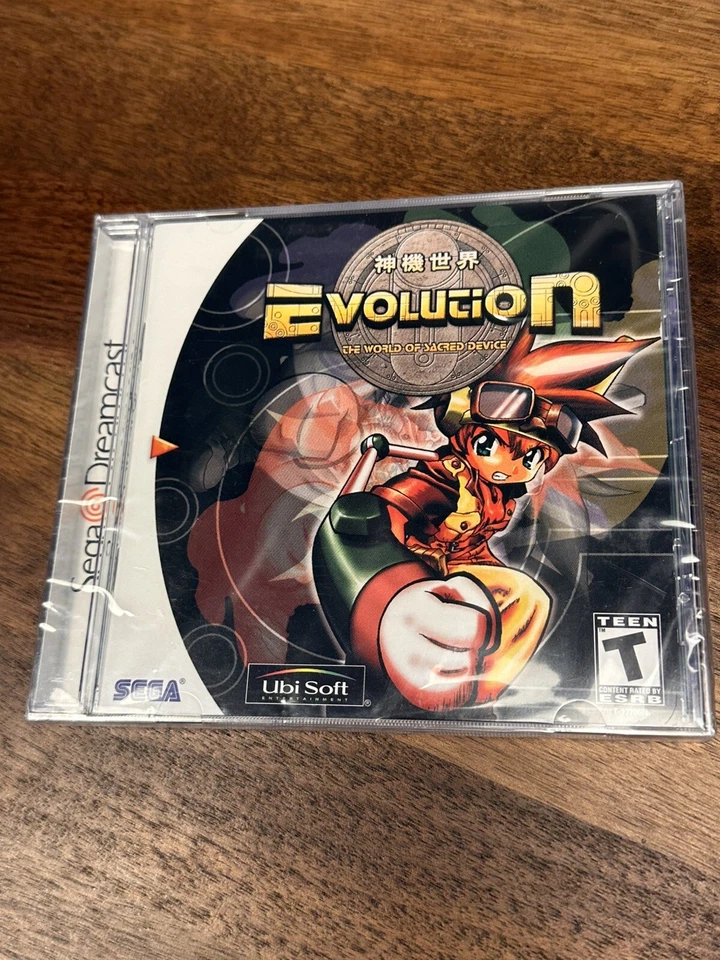 神機世界
EVOLUTION
THE WORLD OF SACRED DEVICE
Sega Dreamcast
SEGA
Ubi Soft
ENTERTAINMENT
®
TEEN
T
™
CONTENT RATED BY
ESRB